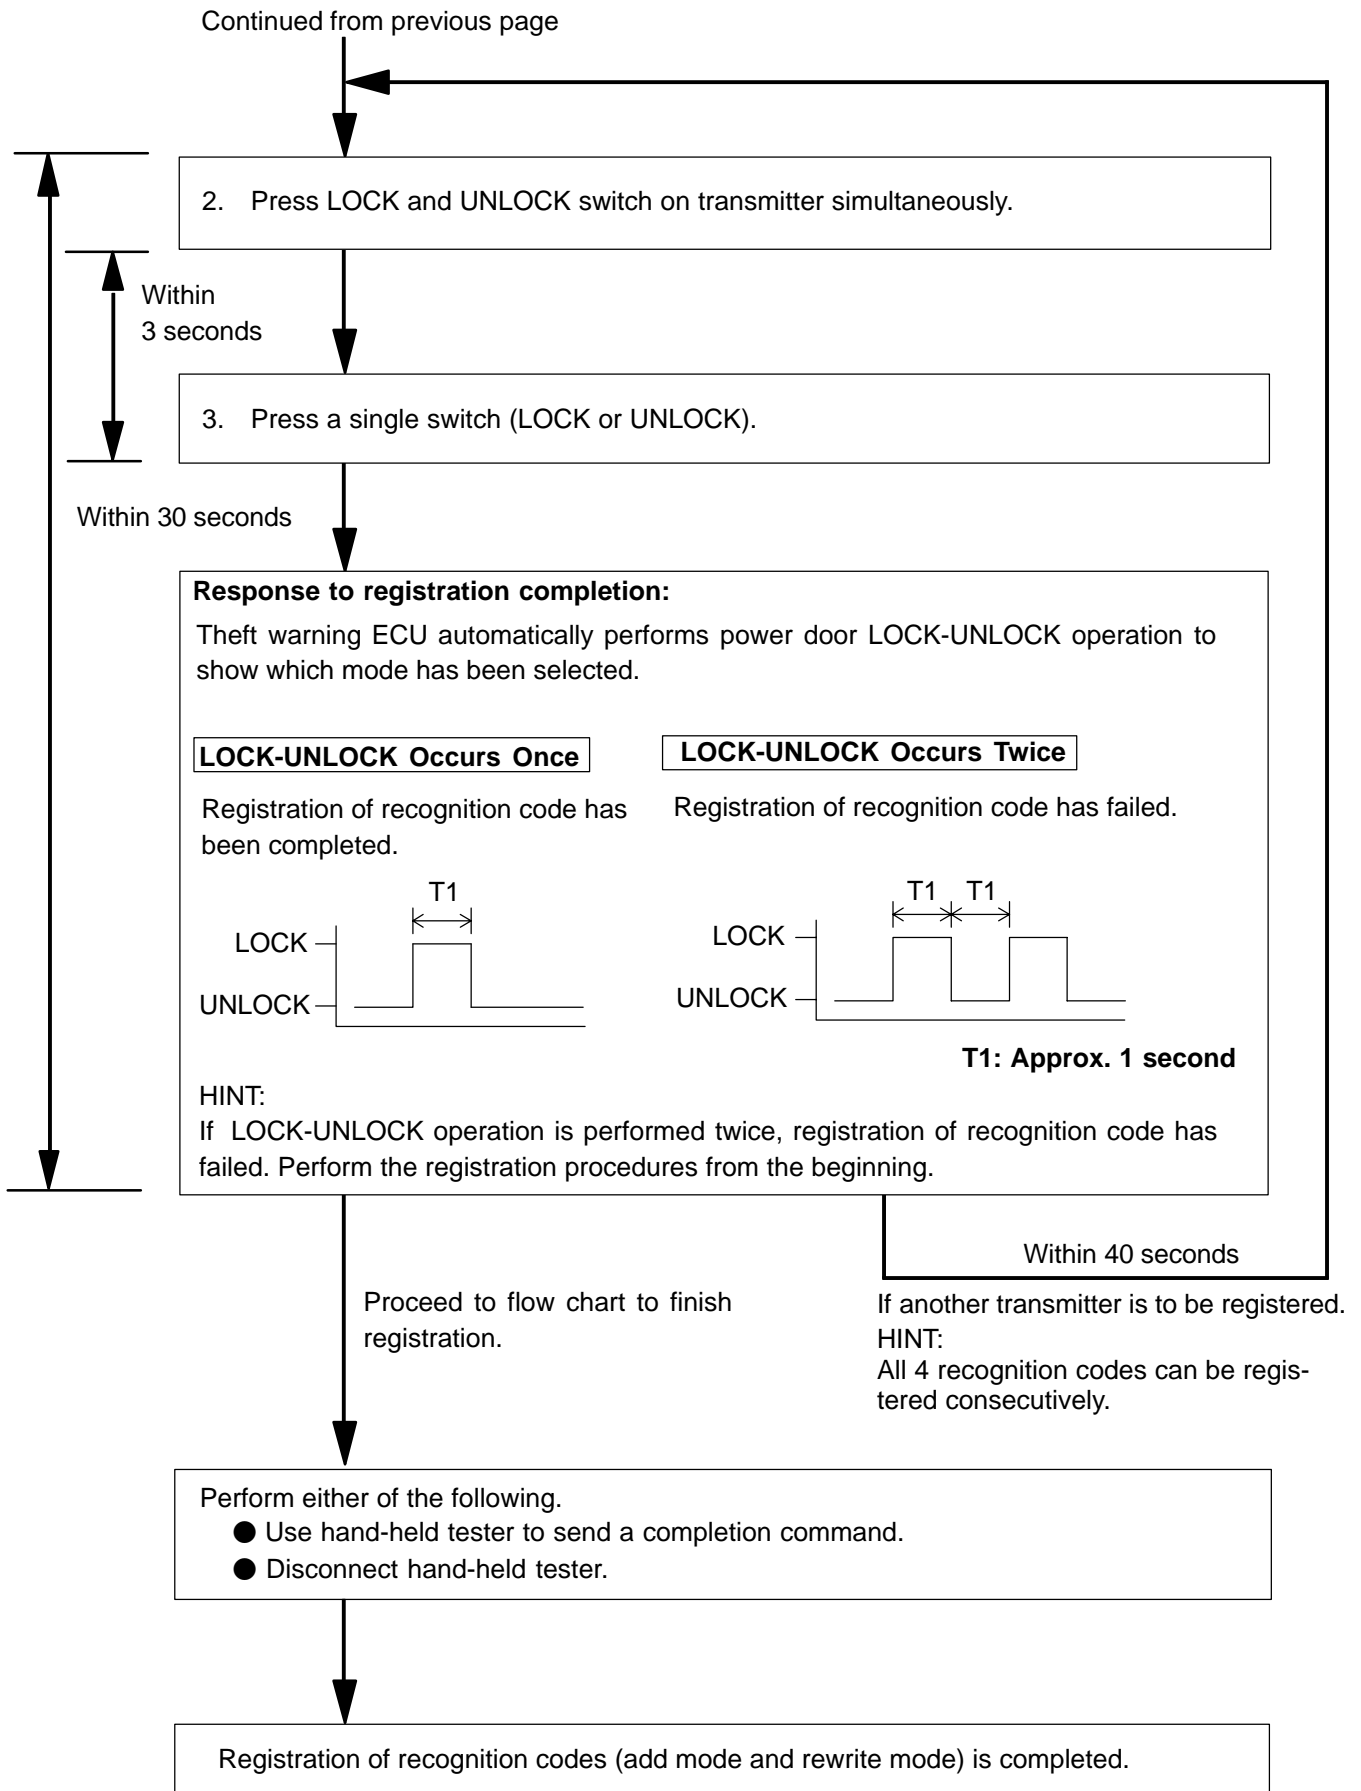 Continued from previous page
2. Press LOCK and UNLOCK switch on transmitter simultaneously.
Within
3 seconds
3. Press a single switch (LOCK or UNLOCK).
Within 30 seconds
Response to registration completion:
Theft warning ECU automatically performs power door LOCK-UNLOCK operation to
show which mode has been selected.
LOCK-UNLOCK Occurs Once
Registration of recognition code has
been completed.
T1
LOCK
UNLOCK
LOCK-UNLOCK Occurs Twice
Registration of recognition code has failed.
T1 T1
LOCK
UNLOCK
T1: Approx. 1 second
HINT:
If LOCK-UNLOCK operation is performed twice, registration of recognition code has
failed. Perform the registration procedures from the beginning.
Within 40 seconds
Proceed to flow chart to finish
registration.
If another transmitter is to be registered.
HINT:
All 4 recognition codes can be regis-
tered consecutively.
Perform either of the following.
● Use hand-held tester to send a completion command.
● Disconnect hand-held tester.
Registration of recognition codes (add mode and rewrite mode) is completed.